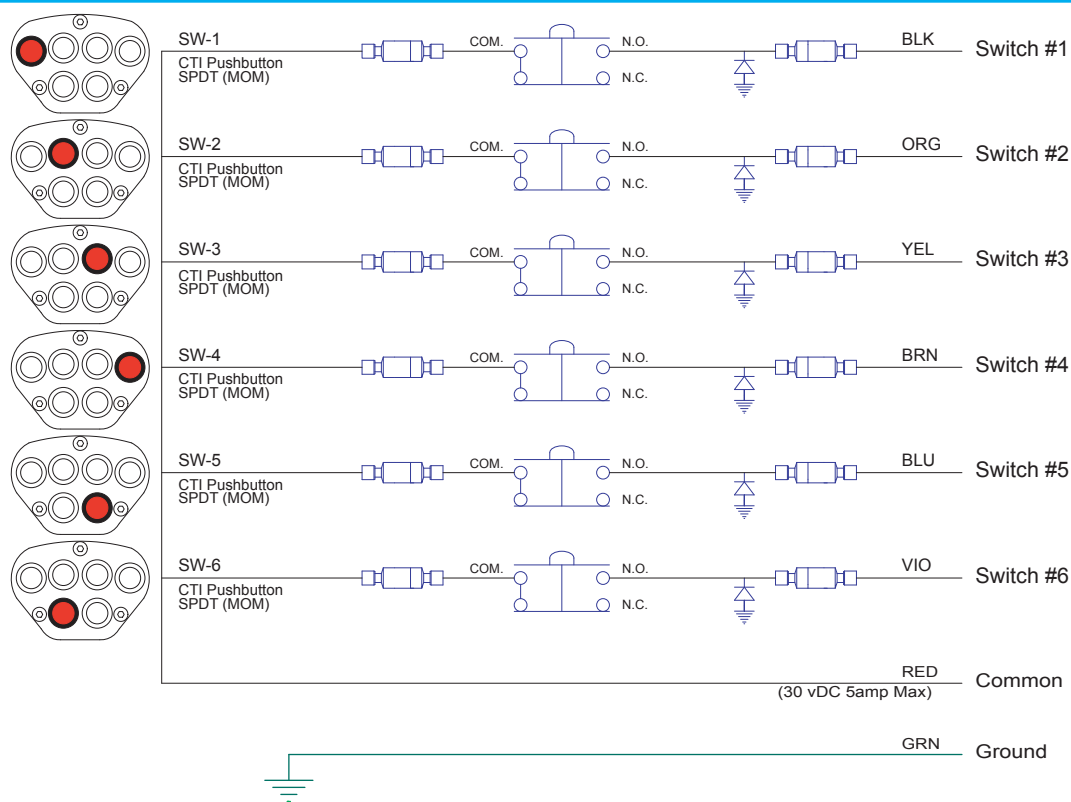 SW-1 COM. N.O. BLK Switch #1
CTI Pushbutton
SPDT (MOM) N.C.
SW-2 COM. N.O. ORG Switch #2
CTI Pushbutton
SPDT (MOM) N.C.
SW-3 COM. N.O. YEL Switch #3
CTI Pushbutton
SPDT (MOM) N.C.
SW-4 COM. N.O. BRN Switch #4
CTI Pushbutton
SPDT (MOM) N.C.
SW-5 COM. N.O. BLU Switch #5
CTI Pushbutton
SPDT (MOM) N.C.
SW-6 COM. N.O. VIO Switch #6
CTI Pushbutton
SPDT (MOM) N.C.
RED Common
(30 vDC 5amp Max)
GRN Ground